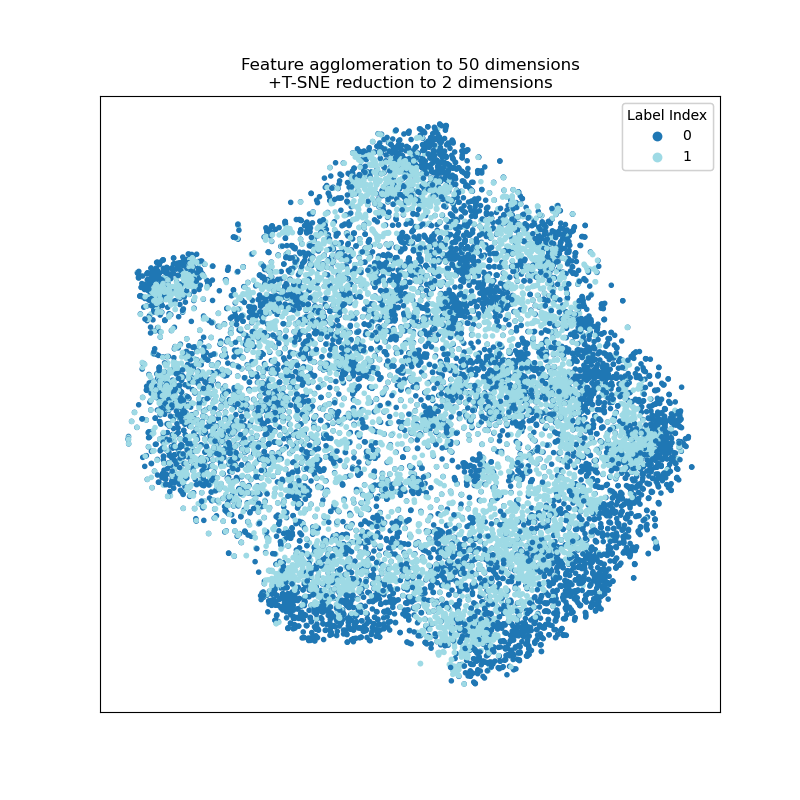 Feature agglomeration to 50 dimensions
+T-SNE reduction to 2 dimensions
Label Index
0
1